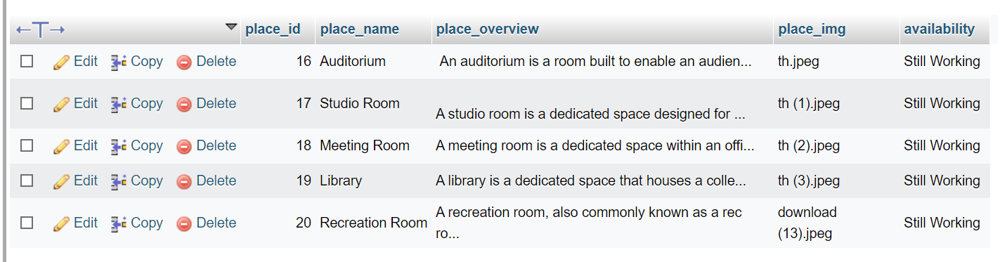 place_id place_name place_overview place_img availability
Edit Copy Delete 16 Auditorium An auditorium is a room built to enable an audien... th.jpeg Still Working
Edit Copy Delete 17 Studio Room A studio room is a dedicated space designed for ... th (1).jpeg Still Working
Edit Copy Delete 18 Meeting Room A meeting room is a dedicated space within an offi... th (2).jpeg Still Working
Edit Copy Delete 19 Library A library is a dedicated space that houses a colle... th (3).jpeg Still Working
Edit Copy Delete 20 Recreation Room A recreation room, also commonly known as a rec download Still Working
ro... (13).jpeg